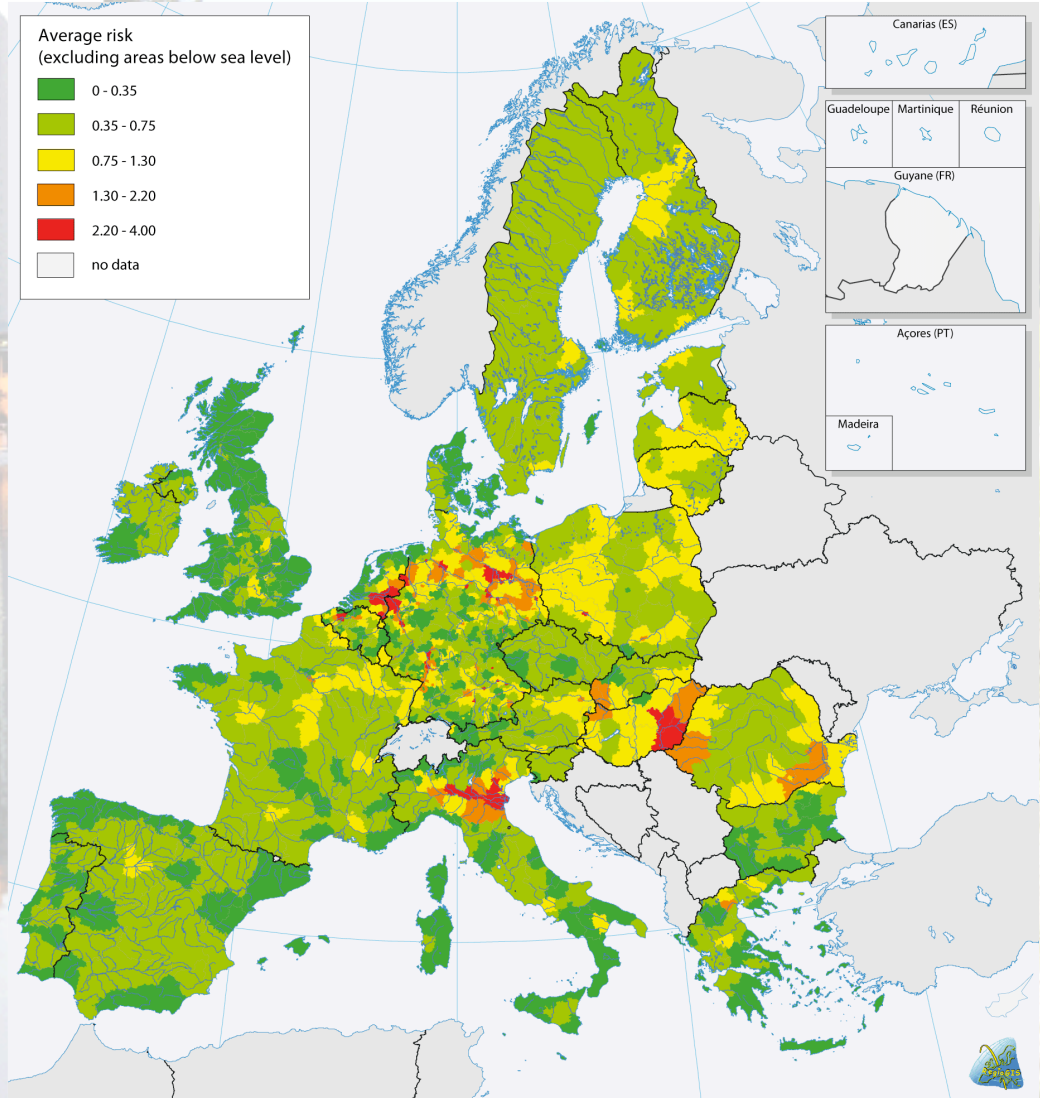 Average risk
(excluding areas below sea level)
0 - 0.35
0.35 - 0.75
0.75 - 1.30
1.30 - 2.20
2.20 - 4.00
no data
Canarias (ES)
Guadeloupe
Martinique
Réunion
Guyane (FR)
Açores (PT)
Madeira
RegioGIS